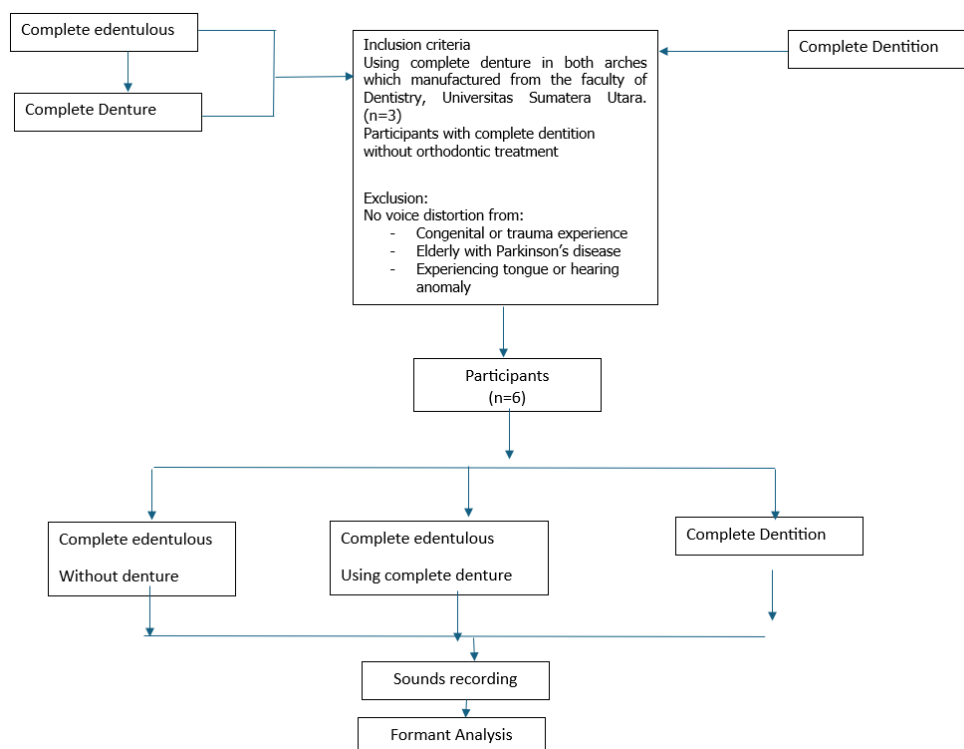 Complete edentulous
Complete Denture
Inclusion criteria
Using complete denture in both arches
which manufactured from the faculty of
Dentistry, Universitas Sumatera Utara.
(n=3)
Participants with complete dentition
without orthodontic treatment
Exclusion:
No voice distortion from:
- Congenital or trauma experience
- Elderly with Parkinson's disease
- Experiencing tongue or hearing
anomaly
Complete Dentition
Participants
(n=6)
Complete edentulous
Without denture
Complete edentulous
Using complete denture
Complete Dentition
Sounds recording
Formant Analysis